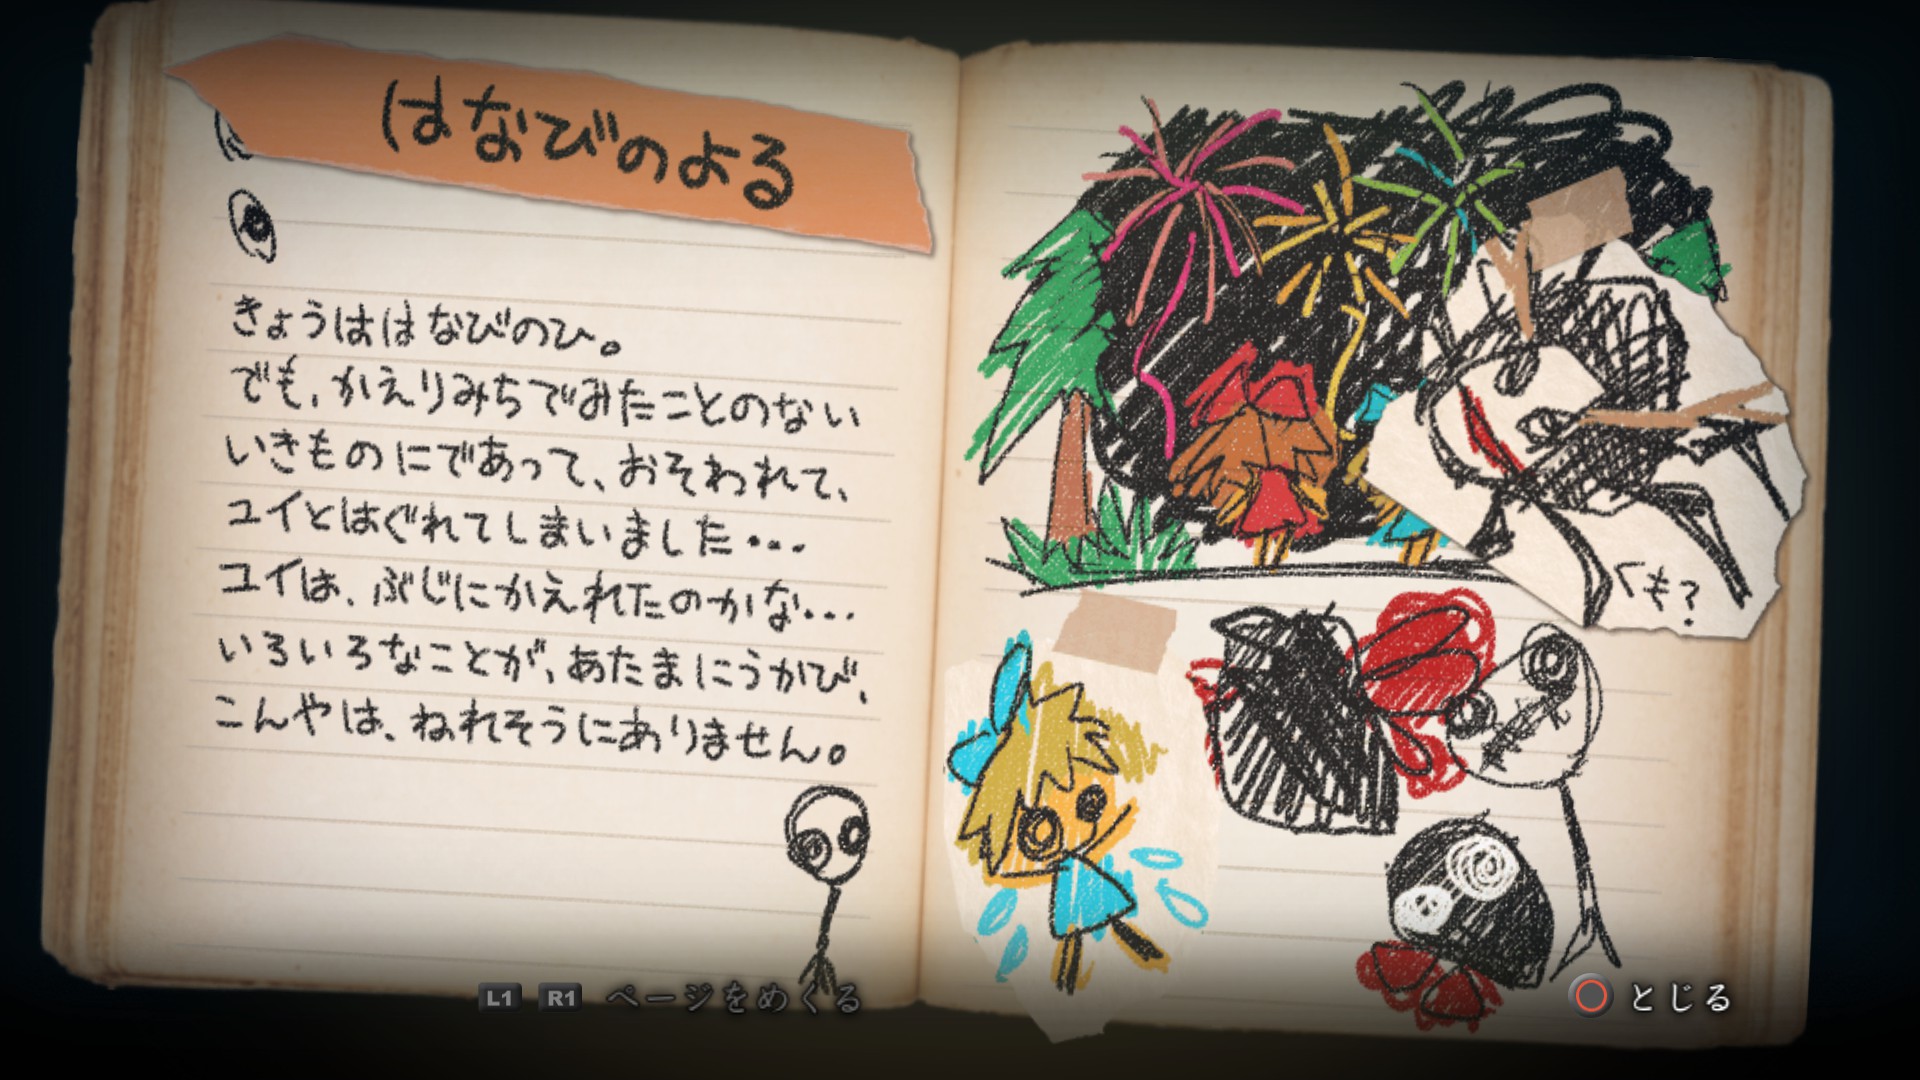 はなびのよる
きょうははなびのひ。
でも、かえりみちでみたことのない
いきものにであって、おそわれて、
ユイとはぐれてしまいました・・・
ユイは、ぶじにかえれたのかな・・・
いろいろなことが、あたまにうかび、
こんやは、ねれそうにありません。
くも?
L1 R1 ページをめくる
とじる